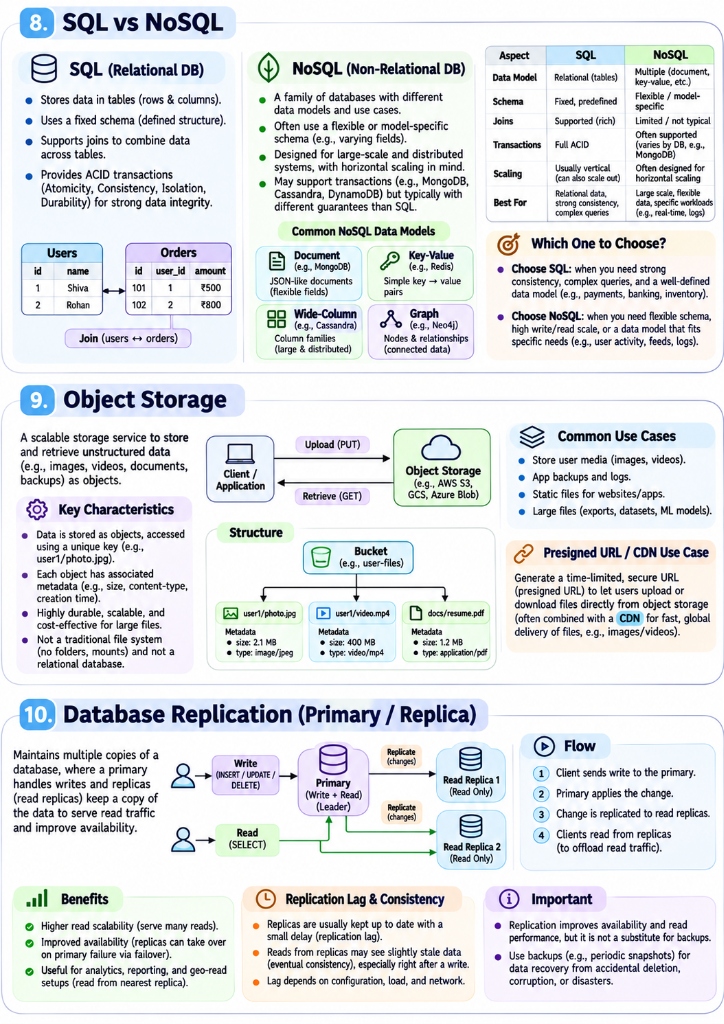 8. SQL vs NoSQL
SQL (Relational DB)
Stores data in tables (rows & columns).
Uses a fixed schema (defined structure).
Supports joins to combine data
across tables.
Provides ACID transactions
(Atomicity, Consistency, Isolation,
Durability) for strong data integrity.
Users
id name
1 Shiva
2 Rohan
Orders
id user_id amount
101 1 ₹500
102 2 ₹800
Join (users ↔ orders)
NoSQL (Non-Relational DB)
A family of databases with different
data models and use cases.
Often use a flexible or model-specific
schema (e.g., varying fields).
Designed for large-scale and distributed
systems, with horizontal scaling in mind.
May support transactions (e.g., MongoDB,
Cassandra, DynamoDB) but typically with
different guarantees than SQL.
Common NoSQL Data Models
Document
(e.g., MongoDB)
JSON-like documents
(flexible fields)
Key-Value
(e.g., Redis)
Simple key → value
pairs
Wide-Column
(e.g., Cassandra)
Column families
(large & distributed)
Graph
(e.g., Neo4j)
Nodes & relationships
(connected data)
Aspect SQL NoSQL
Data Model Relational (tables) Multiple (document,
key-value, etc.)
Schema Fixed, predefined Flexible / model-
specific
Joins Supported (rich) Limited / not typical
Transactions Full ACID Often supported
(varies by DB, e.g.,
MongoDB)
Scaling Usually vertical
(can also scale out) Often designed for
horizontal scaling
Best For Relational data,
strong consistency,
complex queries Large scale, flexible
data, specific workloads
(e.g., real-time, logs)
Which One to Choose?
Choose SQL: when you need strong
consistency, complex queries, and a well-defined
data model (e.g., payments, banking, inventory).
Choose NoSQL: when you need flexible schema,
high write/read scale, or a data model that fits
specific needs (e.g., user activity, feeds, logs).
9. Object Storage
A scalable storage service to store
and retrieve unstructured data
(e.g., images, videos, documents,
backups) as objects.
Key Characteristics
Data is stored as objects, accessed
using a unique key (e.g.,
user1/photo.jpg).
Each object has associated
metadata (e.g., size, content-type,
creation time).
Highly durable, scalable, and
cost-effective for large files.
Not a traditional file system
(no folders, mounts) and not a
relational database.
Client /
Application
Upload (PUT)
Retrieve (GET)
Object Storage
(e.g., AWS S3,
GCS, Azure Blob)
Structure
Bucket
(e.g., user-files)
user1/photo.jpg
Metadata
size: 2.1 MB
type: image/jpeg
user1/video.mp4
Metadata
size: 400 MB
type: video/mp4
docs/resume.pdf
Metadata
size: 1.2 MB
type: application/pdf
Common Use Cases
Store user media (images, videos).
App backups and logs.
Static files for websites/apps.
Large files (exports, datasets, ML models).
Presigned URL / CDN Use Case
Generate a time-limited, secure URL
(presigned URL) to let users upload or
download files directly from object storage
(often combined with a CDN for fast, global
delivery of files, e.g., images/videos).
10. Database Replication (Primary / Replica)
Maintains multiple copies of a
database, where a primary
handles writes and replicas
(read replicas) keep a copy of
the data to serve read traffic
and improve availability.
Write
(INSERT / UPDATE /
DELETE)
Read
(SELECT)
Primary
(Write + Read)
(Leader)
Replicate
(changes)
Replicate
(changes)
Read Replica 1
(Read Only)
Read Replica 2
(Read Only)
Flow
1 Client sends write to the primary.
2 Primary applies the change.
3 Change is replicated to read replicas.
4 Clients read from replicas
(to offload read traffic).
Benefits
Higher read scalability (serve many reads).
Improved availability (replicas can take over
on primary failure via failover).
Useful for analytics, reporting, and geo-read
setups (read from nearest replica).
Replication Lag & Consistency
Replicas are usually kept up to date with a
small delay (replication lag).
Reads from replicas may see slightly stale data
(eventual consistency), especially right after a write.
Lag depends on configuration, load, and network.
Important
Replication improves availability and read
performance, but it is not a substitute for backups.
Use backups (e.g., periodic snapshots) for
data recovery from accidental deletion,
corruption, or disasters.